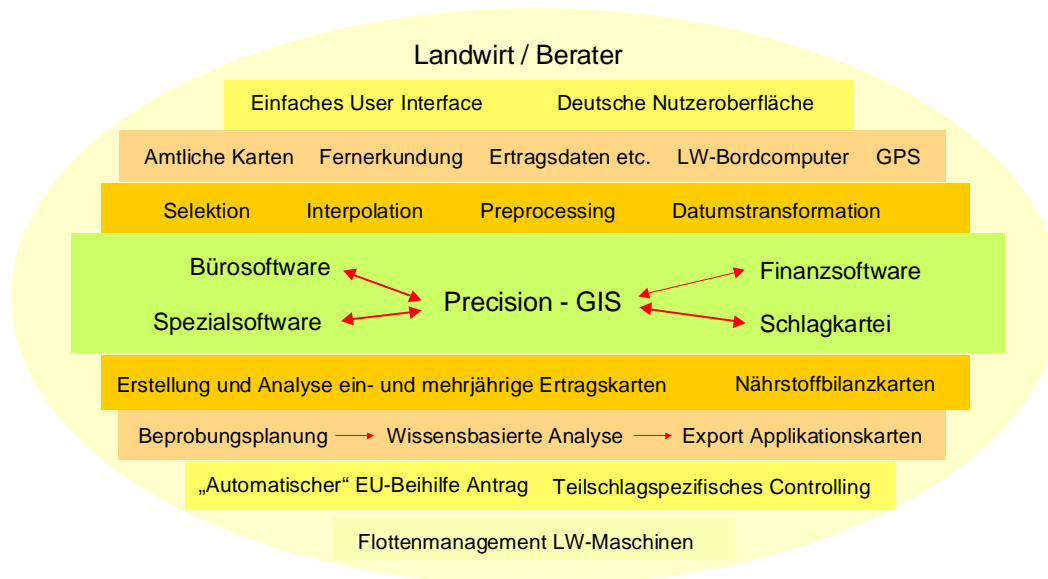 Landwirt / Berater
Einfaches User Interface Deutsche Nutzeroberfläche
Amtliche Karten Fernerkundung Ertragsdaten etc. LW-Bordcomputer GPS
Selektion Interpolation Preprocessing Datumstransformation
Bürosoftware Finanzsoftware
Precision - GIS
Spezialsoftware Schlagkartei
Erstellung und Analyse ein- und mehrjährige Ertragskarten Nährstoffbilanzkarten
Beprobungsplanung Wissensbasierte Analyse Export Applikationskarten
„Automatischer“ EU-Beihilfe Antrag Teilschlagspezifisches Controlling
Flottenmanagement LW-Maschinen